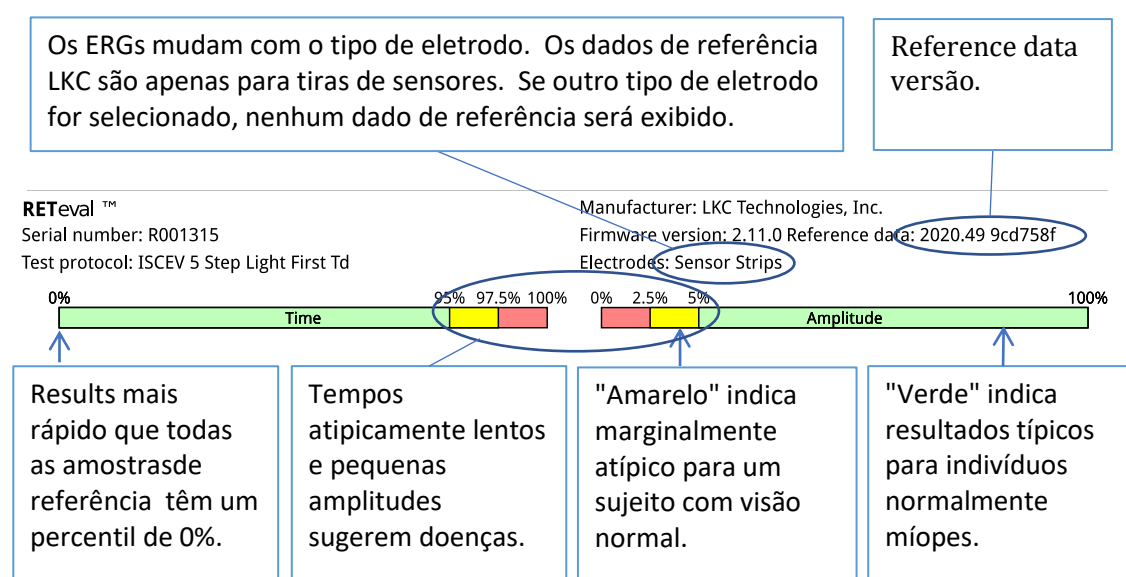 Os ERGs mudam com o tipo de eletrodo.  Os dados de referência
LKC são apenas para tiras de sensores.  Se outro tipo de eletrodo
for selecionado, nenhum dado de referência será exibido.
Reference data
versão.
RETeval ™
Serial number: R001315
Test protocol: ISCEV 5 Step Light First Td
Manufacturer: LKC Technologies, Inc.
Firmware version: 2.11.0 Reference data: 2020.49 9cd758f
Electrodes: Sensor Strips
0% 95% 97.5% 100% 0% 2.5% 5% 100%
Time Amplitude
Results mais
rápido que todas
as amostrasde
referência  têm um
percentil de 0%.
Tempos
atipicamente lentos
e pequenas
amplitudes
sugerem doenças.
"Amarelo" indica
marginalmente
atípico para um
sujeito com visão
normal.
"Verde" indica
resultados típicos
para indivíduos
normalmente
míopes.